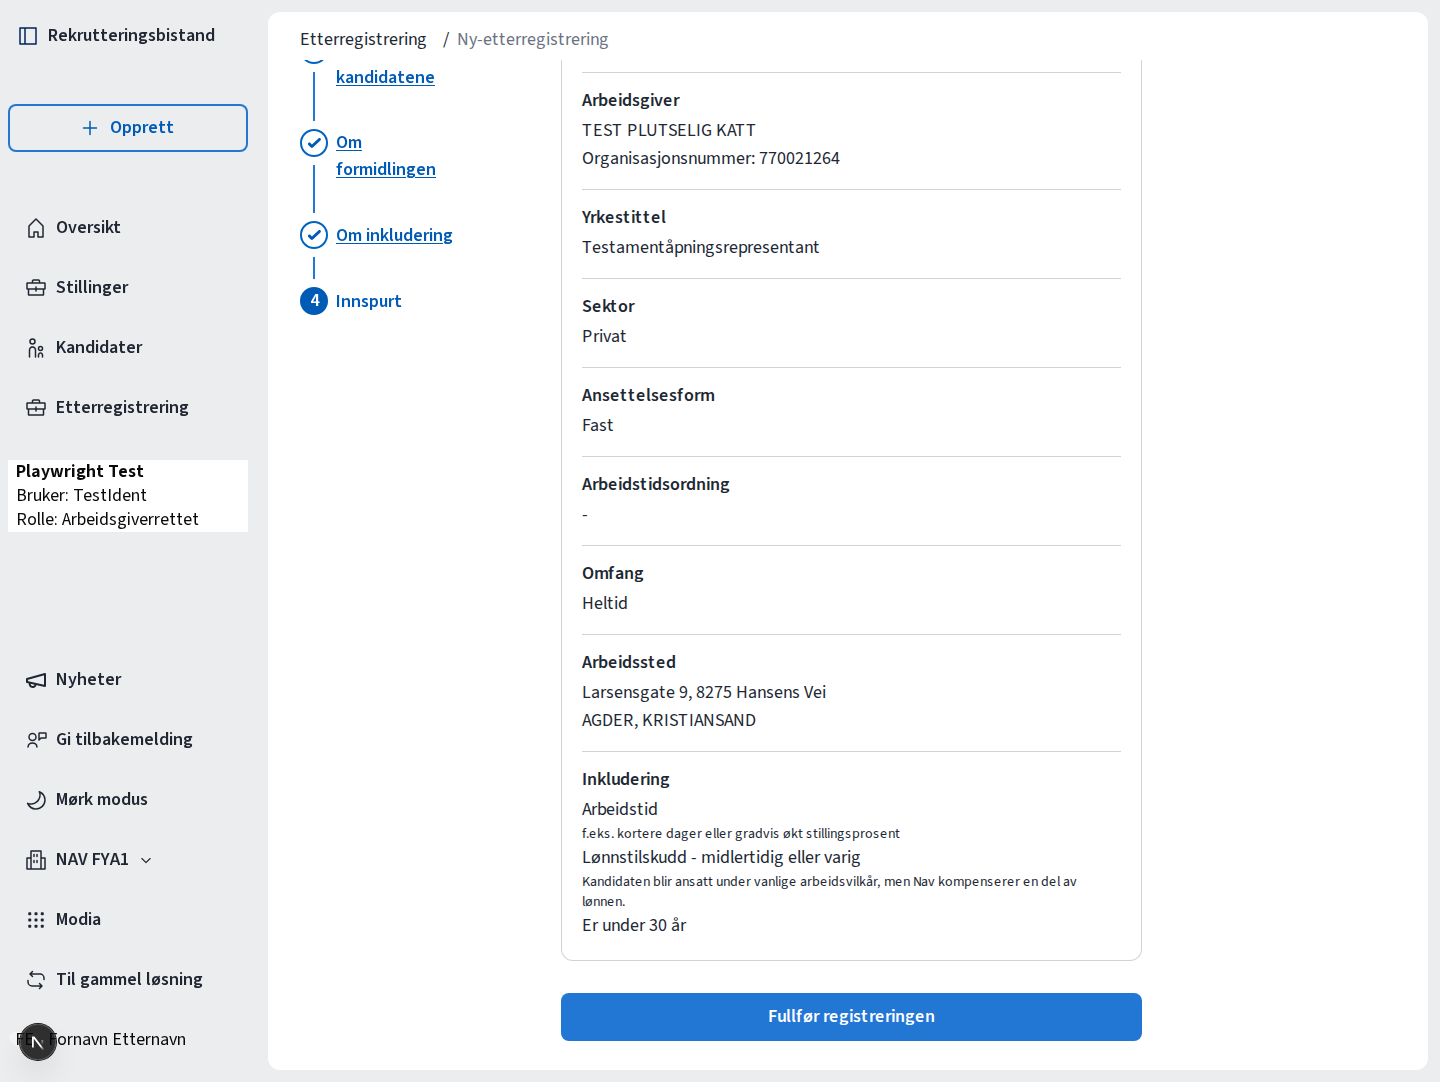 Rekrutteringsbistand
Opprett
Oversikt
Stillinger
Kandidater
Etterregistrering
Playwright Test
Bruker: TestIdent
Rolle: Arbeidsgiverrettet
Nyheter
Gi tilbakemelding
Mørk modus
NAV FYA1
Modia
Til gammel løsning
Fornavn Etternavn
Etterregistrering / Ny-etterregistrering
kandidatene
Om
formidlingen
Om inkludering
4 Innspurt
Arbeidsgiver
TEST PLUTSELIG KATT
Organisasjonsnummer: 770021264
Yrkestittel
Testamentåpningsrepresentant
Sektor
Privat
Ansettelsesform
Fast
Arbeidstidsordning
-
Omfang
Heltid
Arbeidssted
Larsensgate 9, 8275 Hansens Vei
AGDER, KRISTIANSAND
Inkludering
Arbeidstid
f.eks. kortere dager eller gradvis økt stillingsprosent
Lønnstilskudd - midlertidig eller varig
Kandidaten blir ansatt under vanlige arbeidsvilkår, men Nav kompenserer en del av
lønnen.
Er under 30 år
Fullfør registreringen